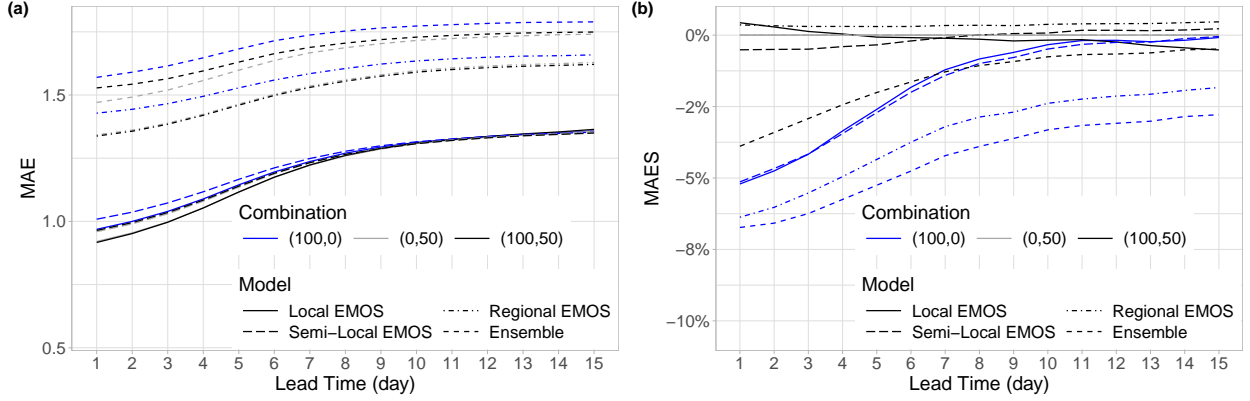 (a)
MAE
1.5
1.0
0.5
Combination
(100,0) (0,50) (100,50)
Model
Local EMOS Regional EMOS
Semi−Local EMOS Ensemble
1 2 3 4 5 6 7 8 9 10 11 12 13 14 15
Lead Time (day)
(b)
MAES
0%
−2%
−5%
−8%
−10%
Combination
(100,0) (0,50) (100,50)
Model
Local EMOS Regional EMOS
Semi−Local EMOS Ensemble
1 2 3 4 5 6 7 8 9 10 11 12 13 14 15
Lead Time (day)